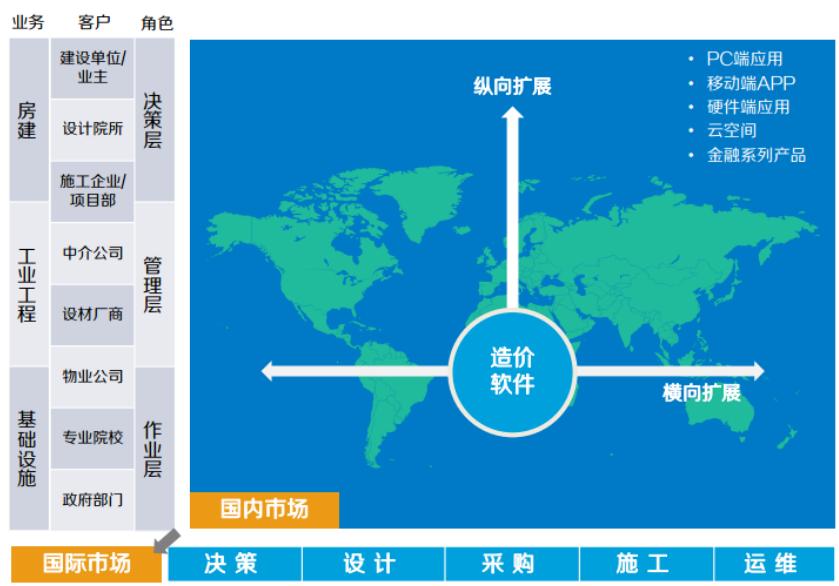 业务
客户
角色
房建
工业工程
基础设施
建设单位/
业主
设计院所
施工企业/
项目部
中介公司
设材厂商
物业公司
专业院校
政府部门
决策层
管理层
作业层
纵向扩展
• PC端应用
• 移动端APP
• 硬件端应用
• 云空间
• 金融系列产品
造价
软件
横向扩展
国内市场
国际市场
决策
设计
采购
施工
运维